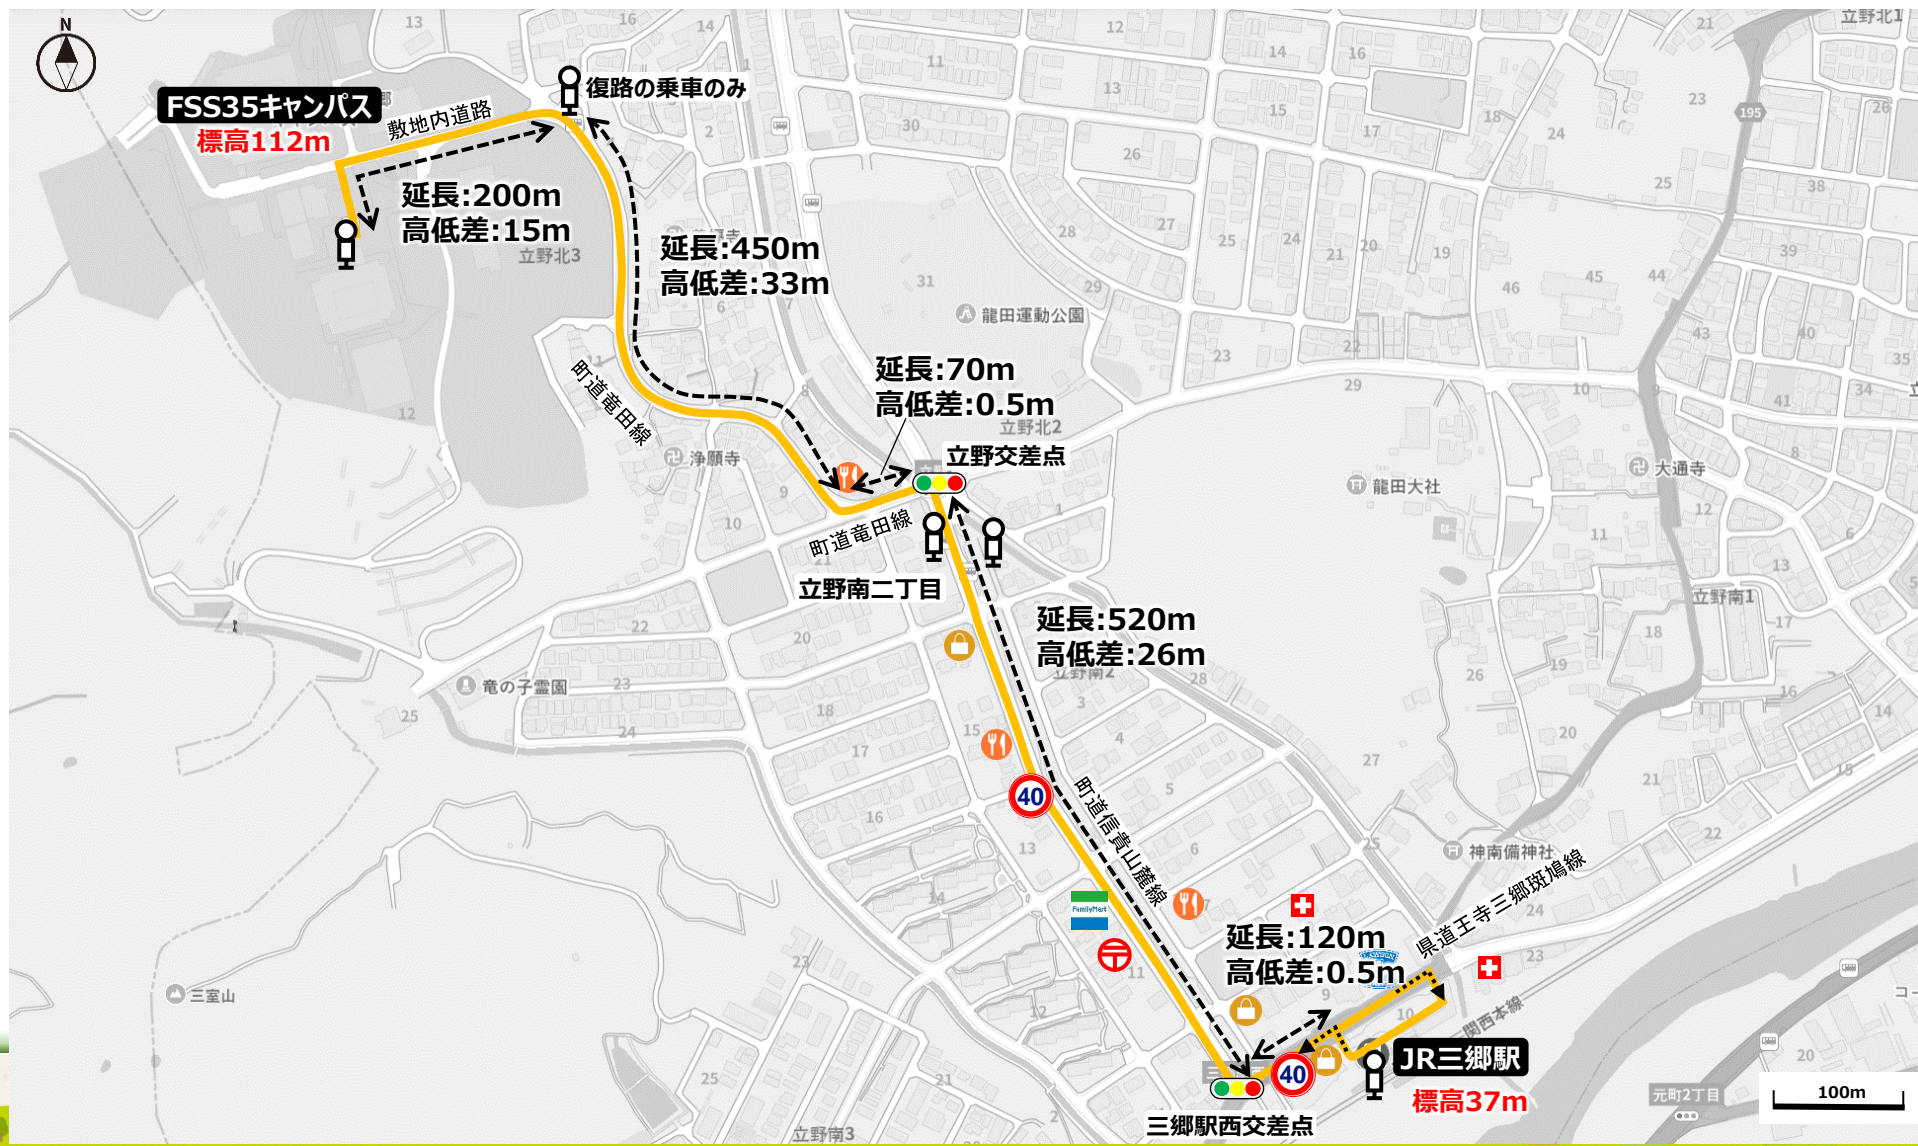 N
FSS35キャンパス
標高112m
敷地内道路
復路の乗車のみ
延長:200m
高低差:15m
立野北3
延長:450m
高低差:33m
龍田運動公園
町道竜田線
延長:70m
高低差:0.5m
立野北2
立野交差点
浄願寺
町道竜田線
立野南二丁目
龍田大社
大通寺
立野北1
195
立野南1
延長:520m
高低差:26m
立野南2
竜の子霊園
40
町道信貴山麓線
FamilyMart
三室山
神南備神社
県道王寺三郷斑鳩線
延長:120m
高低差:0.5m
関西本線
40
JR三郷駅
標高37m
三郷駅西交差点
立野南3
元町2丁目
100m